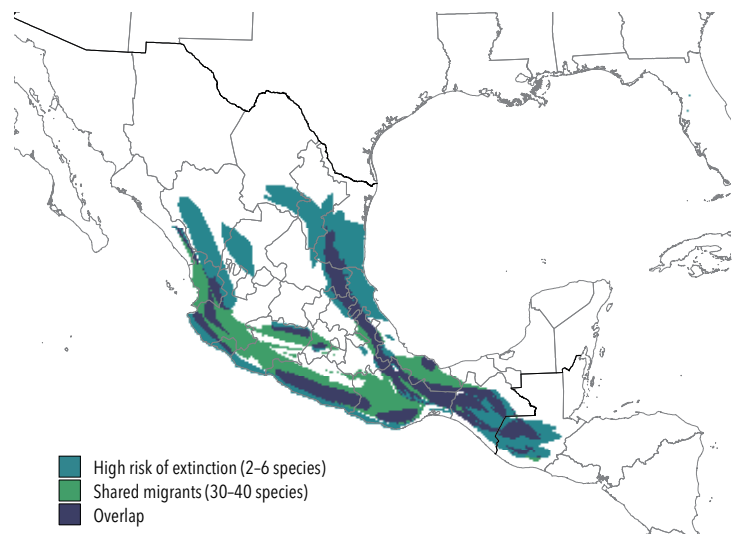 High risk of extinction (2–6 species)
Shared migrants (30–40 species)
Overlap